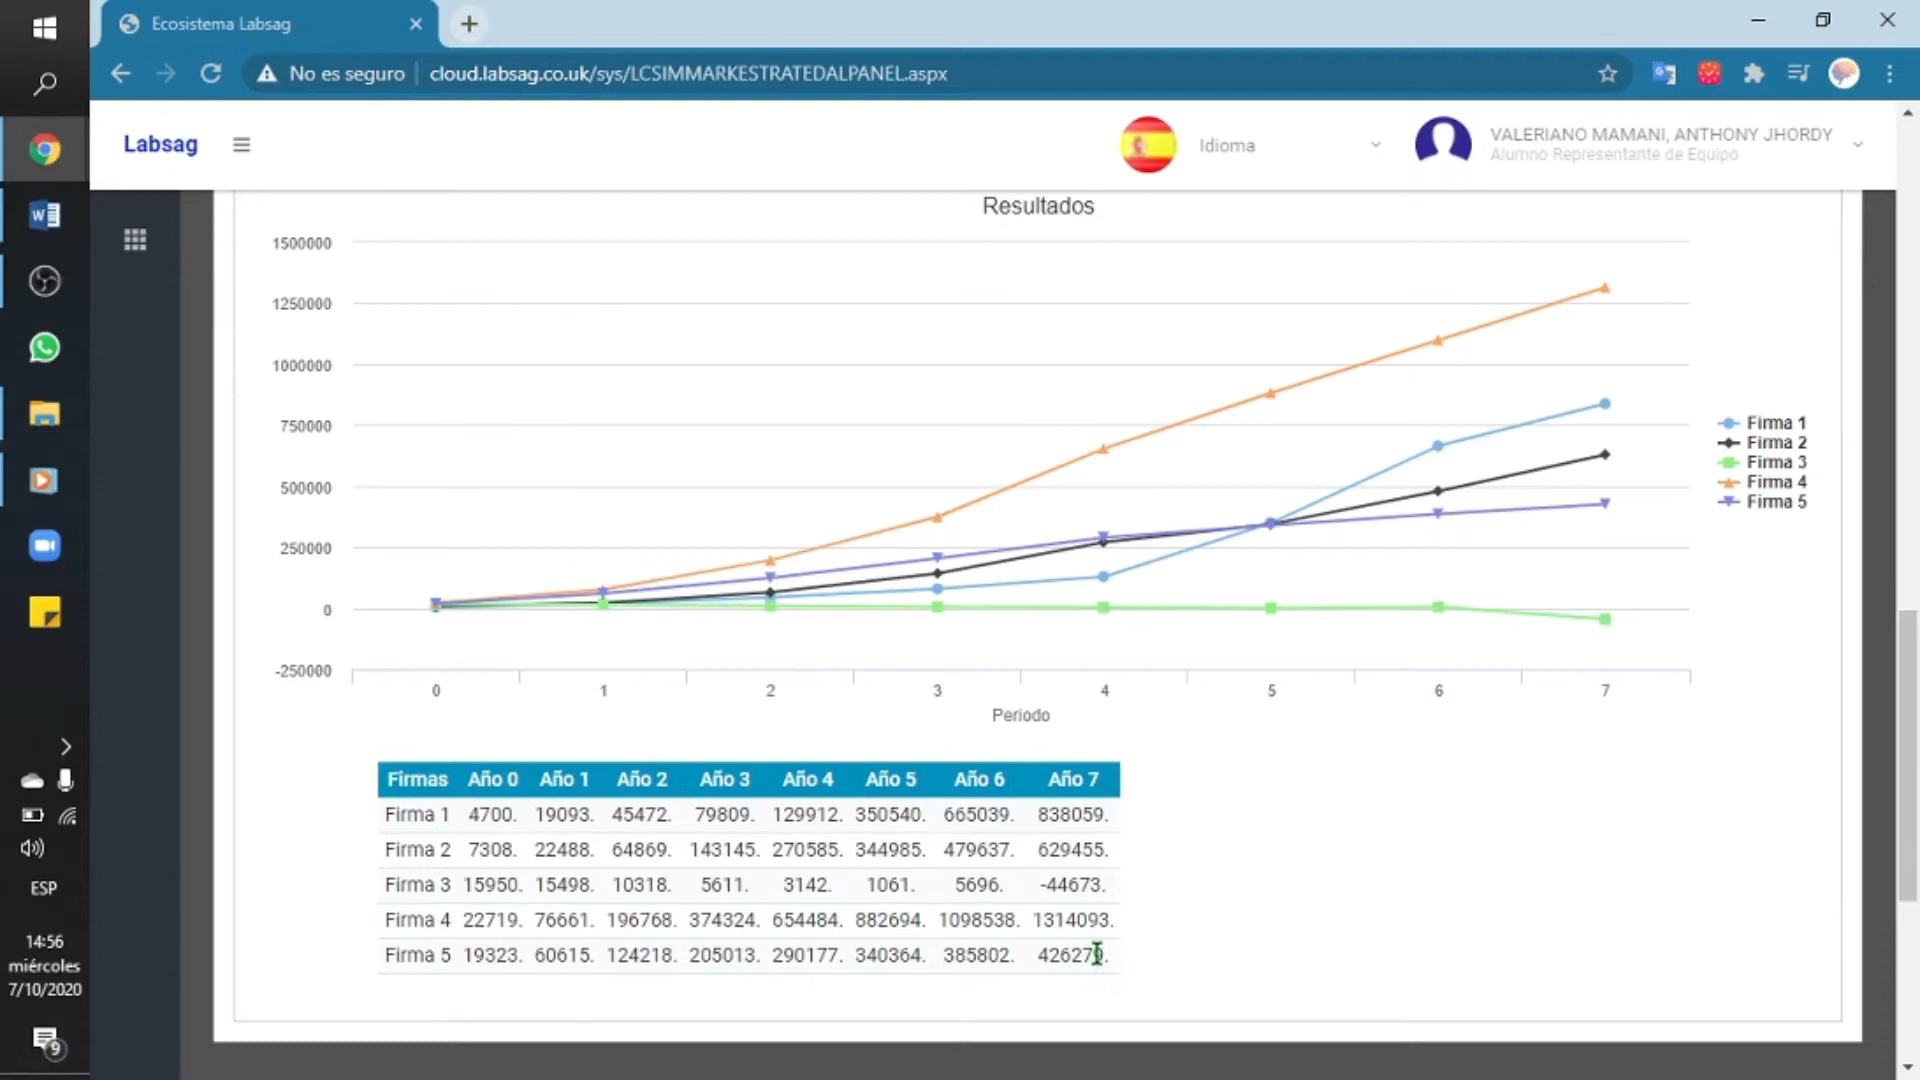 Ecosistema Labsag
No es seguro cloud.labsag.co.uk/sys/LCSIMMARKESTRATEDALPANEL.aspx
Labsag
Idioma
VALERIANO MAMANI, ANTHONY JHORDY
Alumno Representante de Equipo
Resultados
1500000
1250000
1000000
750000
500000
250000
0
-250000
0 1 2 3 4 5 6 7
Periodo
Firma 1
Firma 2
Firma 3
Firma 4
Firma 5
Firmas Año 0 Año 1 Año 2 Año 3 Año 4 Año 5 Año 6 Año 7
Firma 1 4700. 19093. 45472. 79809. 129912. 350540. 665039. 838059.
Firma 2 7308. 22488. 64869. 143145. 270585. 344985. 479637. 629455.
Firma 3 15950. 15498. 10318. 5611. 3142. 1061. 5696. -44673.
Firma 4 22719. 76661. 196768. 374324. 654484. 882694. 1098538. 1314093.
Firma 5 19323. 60615. 124218. 205013. 290177. 340364. 385802.
ESP
14:56
miércoles
7/10/2020
9